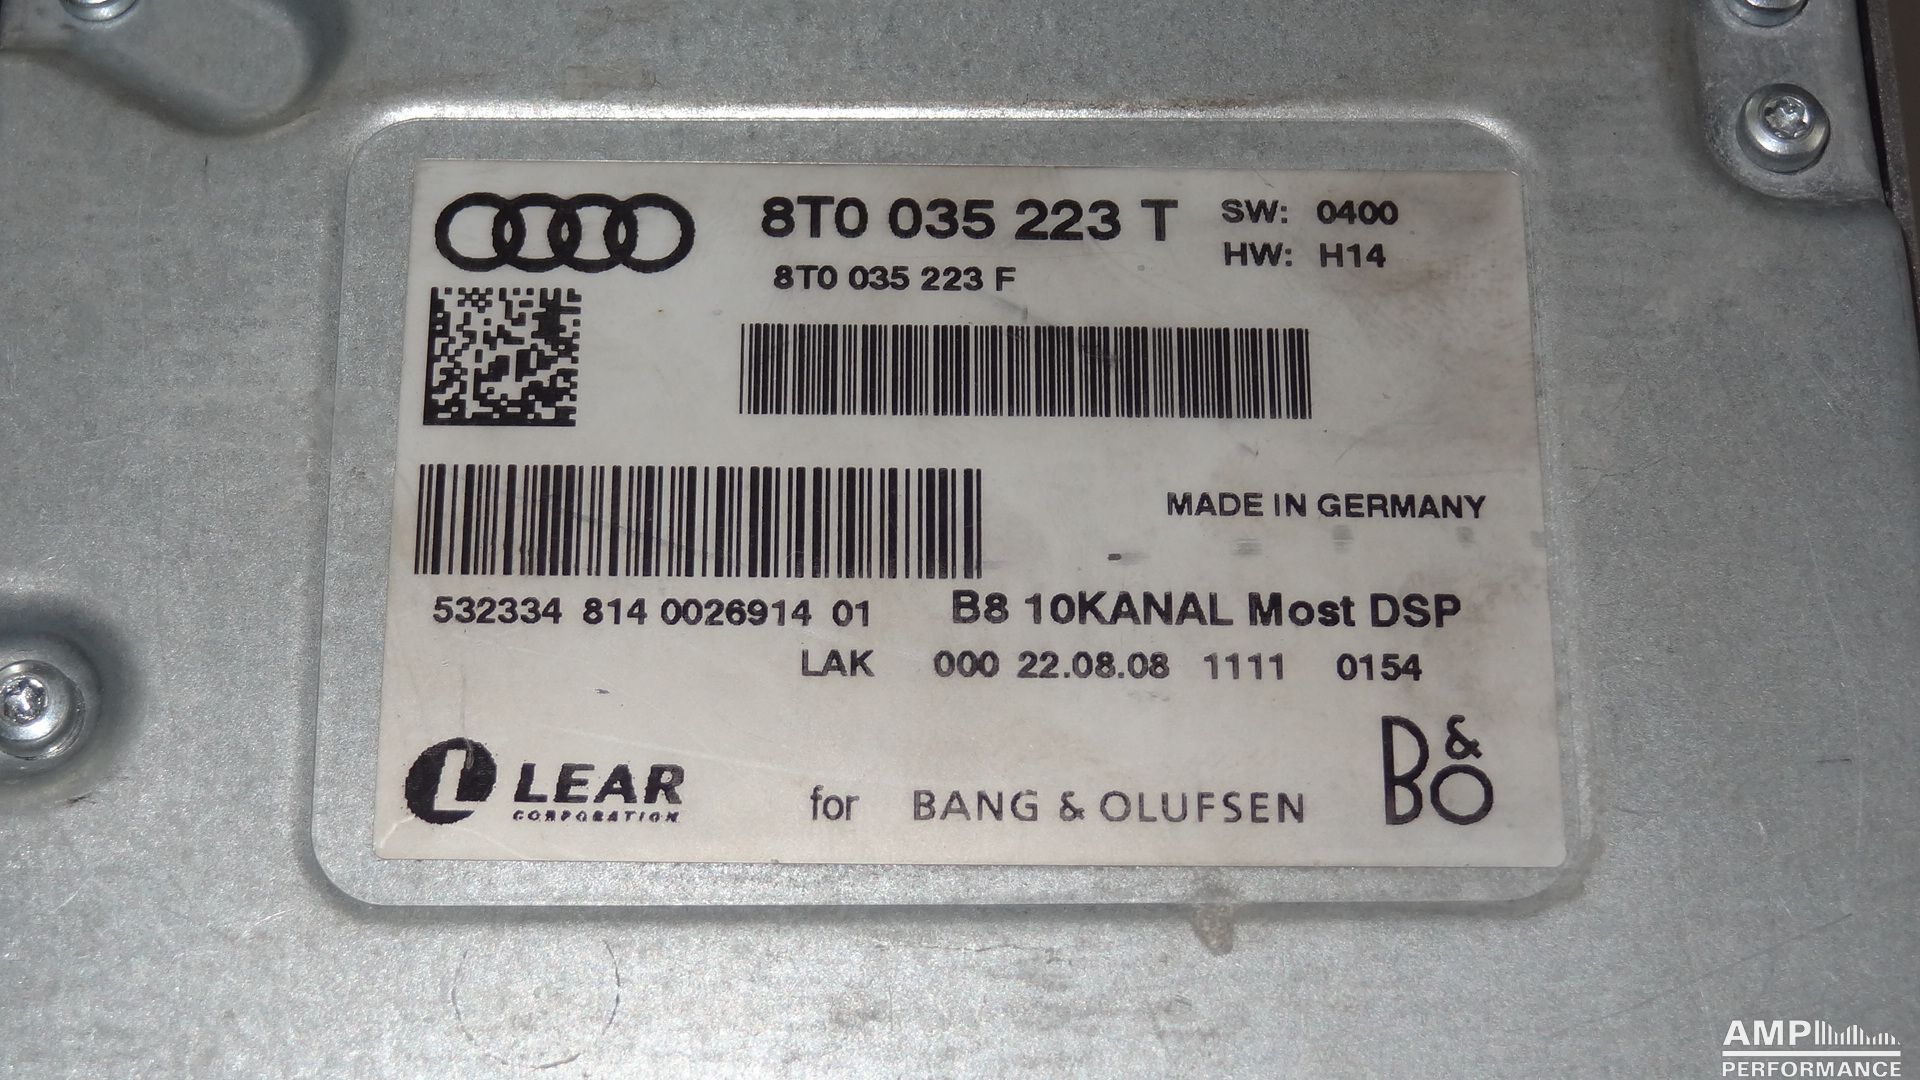 8T0 035 223 T
SW: 0400
8T0 035 223 F
HW: H14
MADE IN GERMANY
532334 814 0026914 01
B8 10KANAL Most DSP
LAK 000 22.08.08 1111 0154
LEAR
CORPORATION
for BANG & OLUFSEN
B&O
AMP
PERFORMANCE